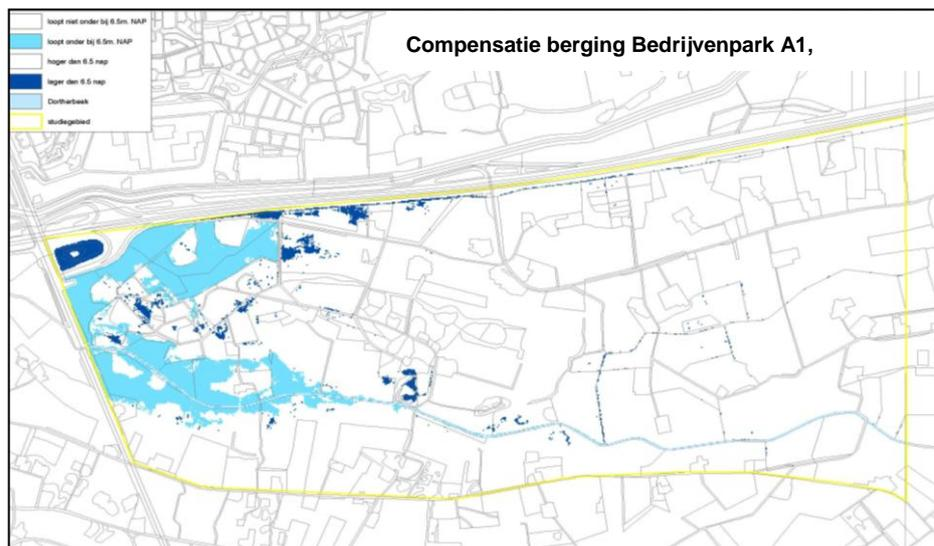 loopt niet onder bij 6.5m. NAP
loopt onder bij 6.5m. NAP
hoger dan 6.5 nap
lager dan 6.5 nap
Dortherbeek
studiegebied
Compensatie berging Bedrijvenpark A1,